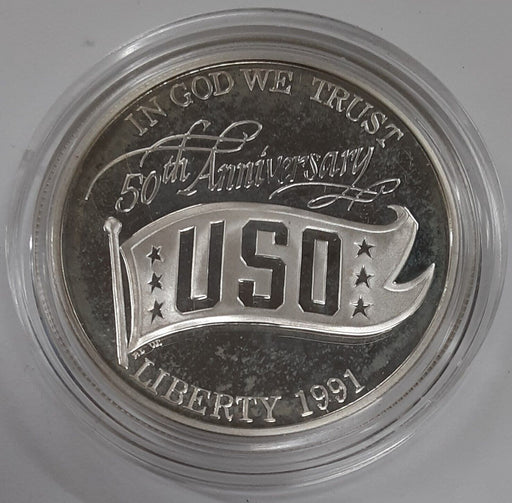 IN GOD WE TRUST
50th Anniversary
USO
LIBERTY 1991